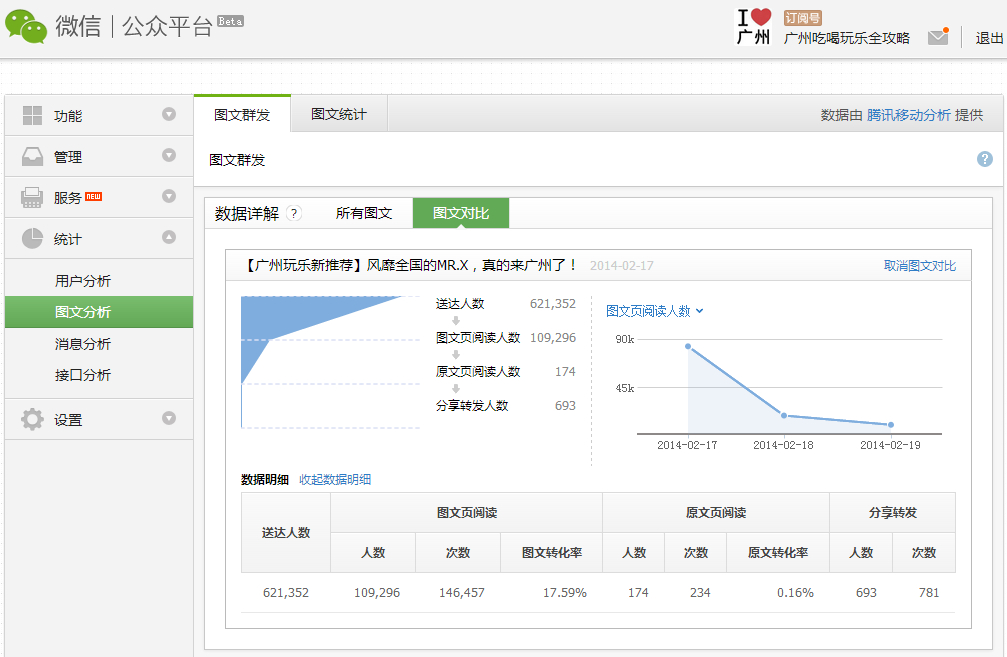 微信 | 公众平台 Beta
I 广州
订阅号
广州吃喝玩乐全攻略
退出
功能
管理
服务 NEW
统计
用户分析
图文分析
消息分析
接口分析
设置
图文群发 图文统计
数据由 腾讯移动分析 提供
图文群发 ?
数据详解 ? 所有图文 图文对比
【广州玩乐新推荐】风靡全国的MR.X，真的来广州了！ 2014-02-17 取消图文对比
送达人数 621,352
图文页阅读人数 109,296
原文页阅读人数 174
分享转发人数 693
图文页阅读人数
90k
45k
2014-02-17 2014-02-18 2014-02-19
数据明细 收起数据明细
送达人数 图文页阅读 原文页阅读 分享转发
人数 次数 图文转化率 人数 次数 原文转化率 人数 次数
621,352 109,296 146,457 17.59% 174 234 0.16% 693 781